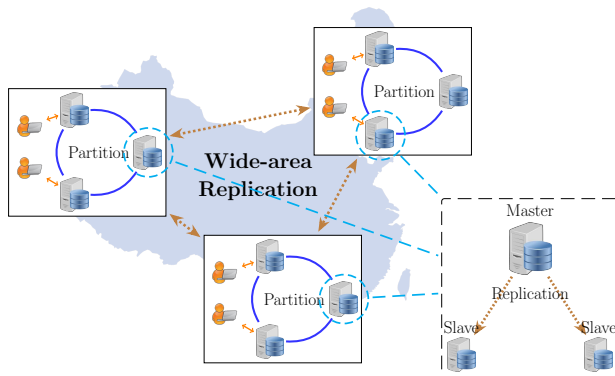 Partition
Partition
Wide-area
Replication
Partition
Master
Replication
Slave
Slave